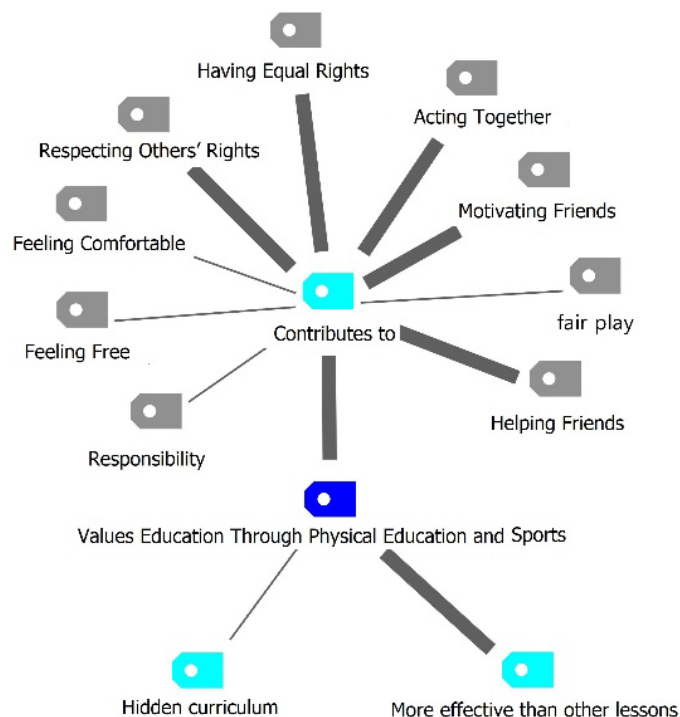 Having Equal Rights
Acting Together
Respecting Others' Rights
Motivating Friends
Feeling Comfortable
fair play
Contributes to
Feeling Free
Helping Friends
Responsibility
Values Education Through Physical Education and Sports
Hidden curriculum
More effective than other lessons